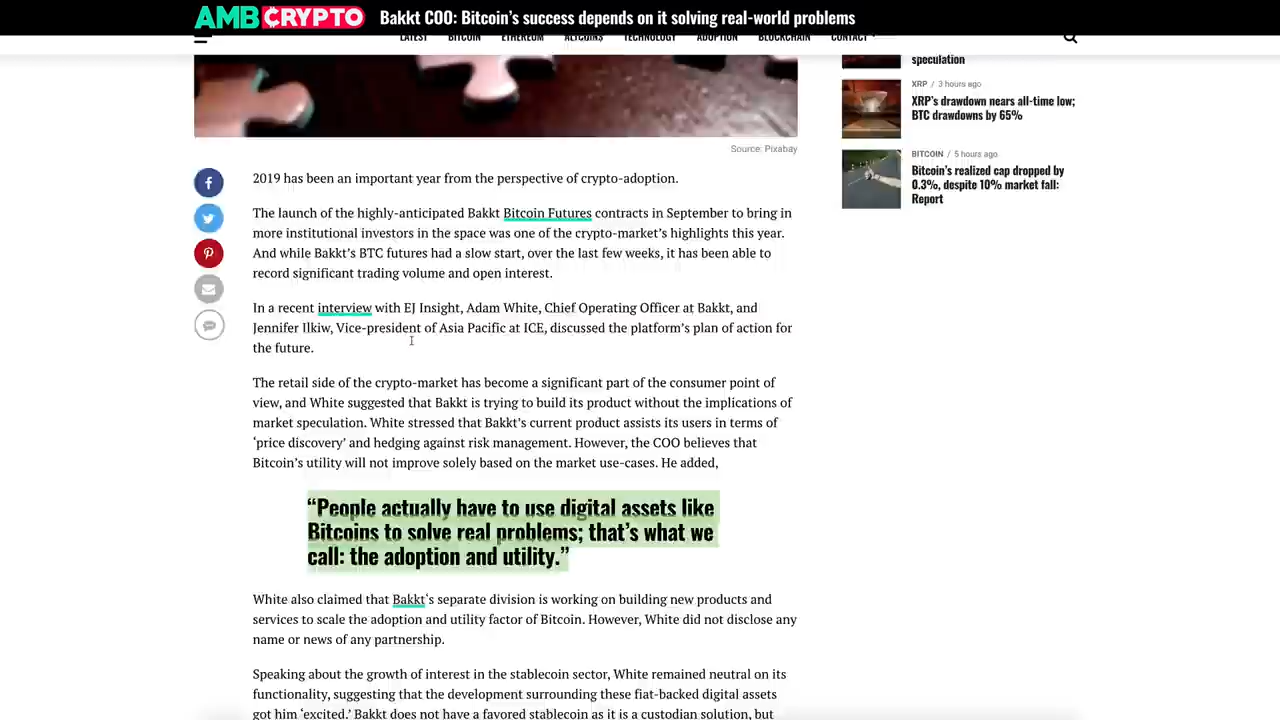 AMBCRYPTO
Bakkt COO: Bitcoin's success depends on it solving real-world problems
LATEST BITCOIN ETHEREUM ALTCOINS TECHNOLOGY ADOPTION BLOCKCHAIN CONTACT
Source: Pixabay
2019 has been an important year from the perspective of crypto-adoption.
The launch of the highly-anticipated Bakkt Bitcoin Futures contracts in September to bring in
more institutional investors in the space was one of the crypto-market's highlights this year.
And while Bakkt's BTC futures had a slow start, over the last few weeks, it has been able to
record significant trading volume and open interest.
In a recent interview with EJ Insight, Adam White, Chief Operating Officer at Bakkt, and
Jennifer Ilkiw, Vice-president of Asia Pacific at ICE, discussed the platform's plan of action for
the future.
The retail side of the crypto-market has become a significant part of the consumer point of
view, and White suggested that Bakkt is trying to build its product without the implications of
market speculation. White stressed that Bakkt's current product assists its users in terms of
'price discovery' and hedging against risk management. However, the COO believes that
Bitcoin's utility will not improve solely based on the market use-cases. He added,
“People actually have to use digital assets like
Bitcoins to solve real problems; that's what we
call: the adoption and utility.”
White also claimed that Bakkt‘s separate division is working on building new products and
services to scale the adoption and utility factor of Bitcoin. However, White did not disclose any
name or news of any partnership.
Speaking about the growth of interest in the stablecoin sector, White remained neutral on its
functionality, suggesting that the development surrounding these fiat-backed digital assets
got him 'excited.' Bakkt does not have a favored stablecoin as it is a custodian solution, but
speculation
XRP / 3 hours ago
XRP's drawdown nears all-time low;
BTC drawdowns by 65%
BITCOIN / 5 hours ago
Bitcoin's realized cap dropped by
0.3%, despite 10% market fall:
Report